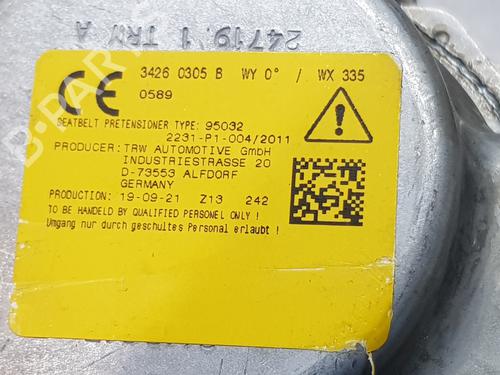 24719.1 TRW A
CE 3426 0305 B WY 0° / WX 335
0589
SEATBELT PRETENSIONER TYPE: 95032
2231-P1-004/2011
PRODUCER: TRW AUTOMOTIVE GmbH
INDUSTRIESTRASSE 20
D-73553 ALFDORF
GERMANY
PRODUCTION: 19-09-21 Z13 242
TO BE HANDELD BY QUALIFIED PERSONEL ONLY !
Umgang nur durch geschultes Personal erlaubt !